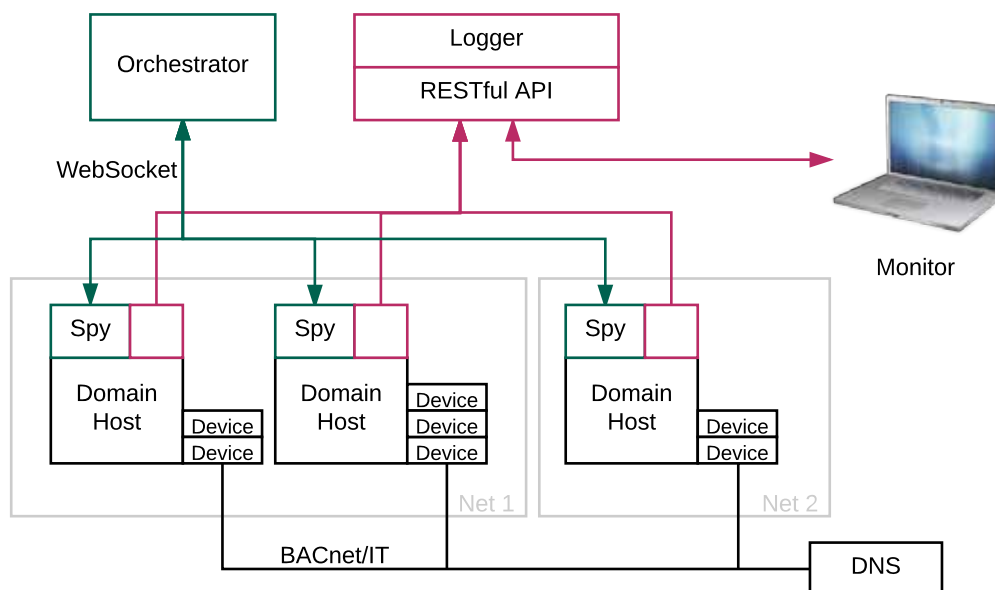 Orchestrator
Logger
RESTful API
WebSocket
Monitor
Spy
Spy
Spy
Domain
Host
Domain
Host
Domain
Host
Device
Device
Device
Device
Device
Device
Device
Net 1
Net 2
BACnet/IT
DNS